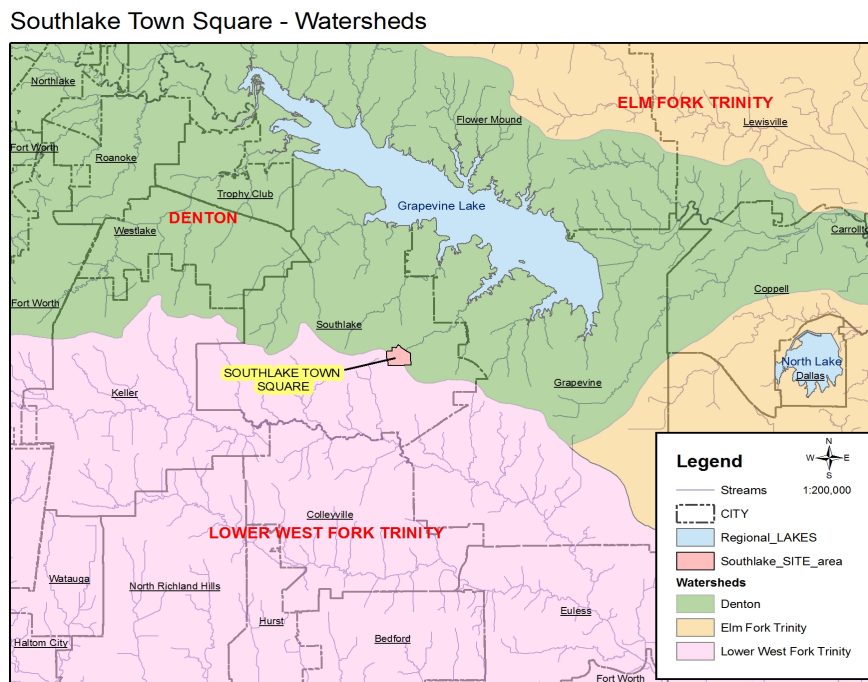 Southlake Town Square - Watersheds
Northlake
ELM FORK TRINITY
Flower Mound
Lewisville
Fort Worth
Roanoke
Trophy Club
Grapevine Lake
DENTON
Westlake
Carrollto
Coppell
Fort Worth
Southlake
North Lake
Dallas
SOUTHLAKE TOWN
SQUARE
Grapevine
Keller
Colleyville
LOWER WEST FORK TRINITY
Watauga
North Richland Hills
Hurst
Euless
Haltom City
Bedford
Fort Worth
Legend
N
W E
S
Streams
1:200,000
CITY
Regional_LAKES
Southlake_SITE_area
Watersheds
Denton
Elm Fork Trinity
Lower West Fork Trinity